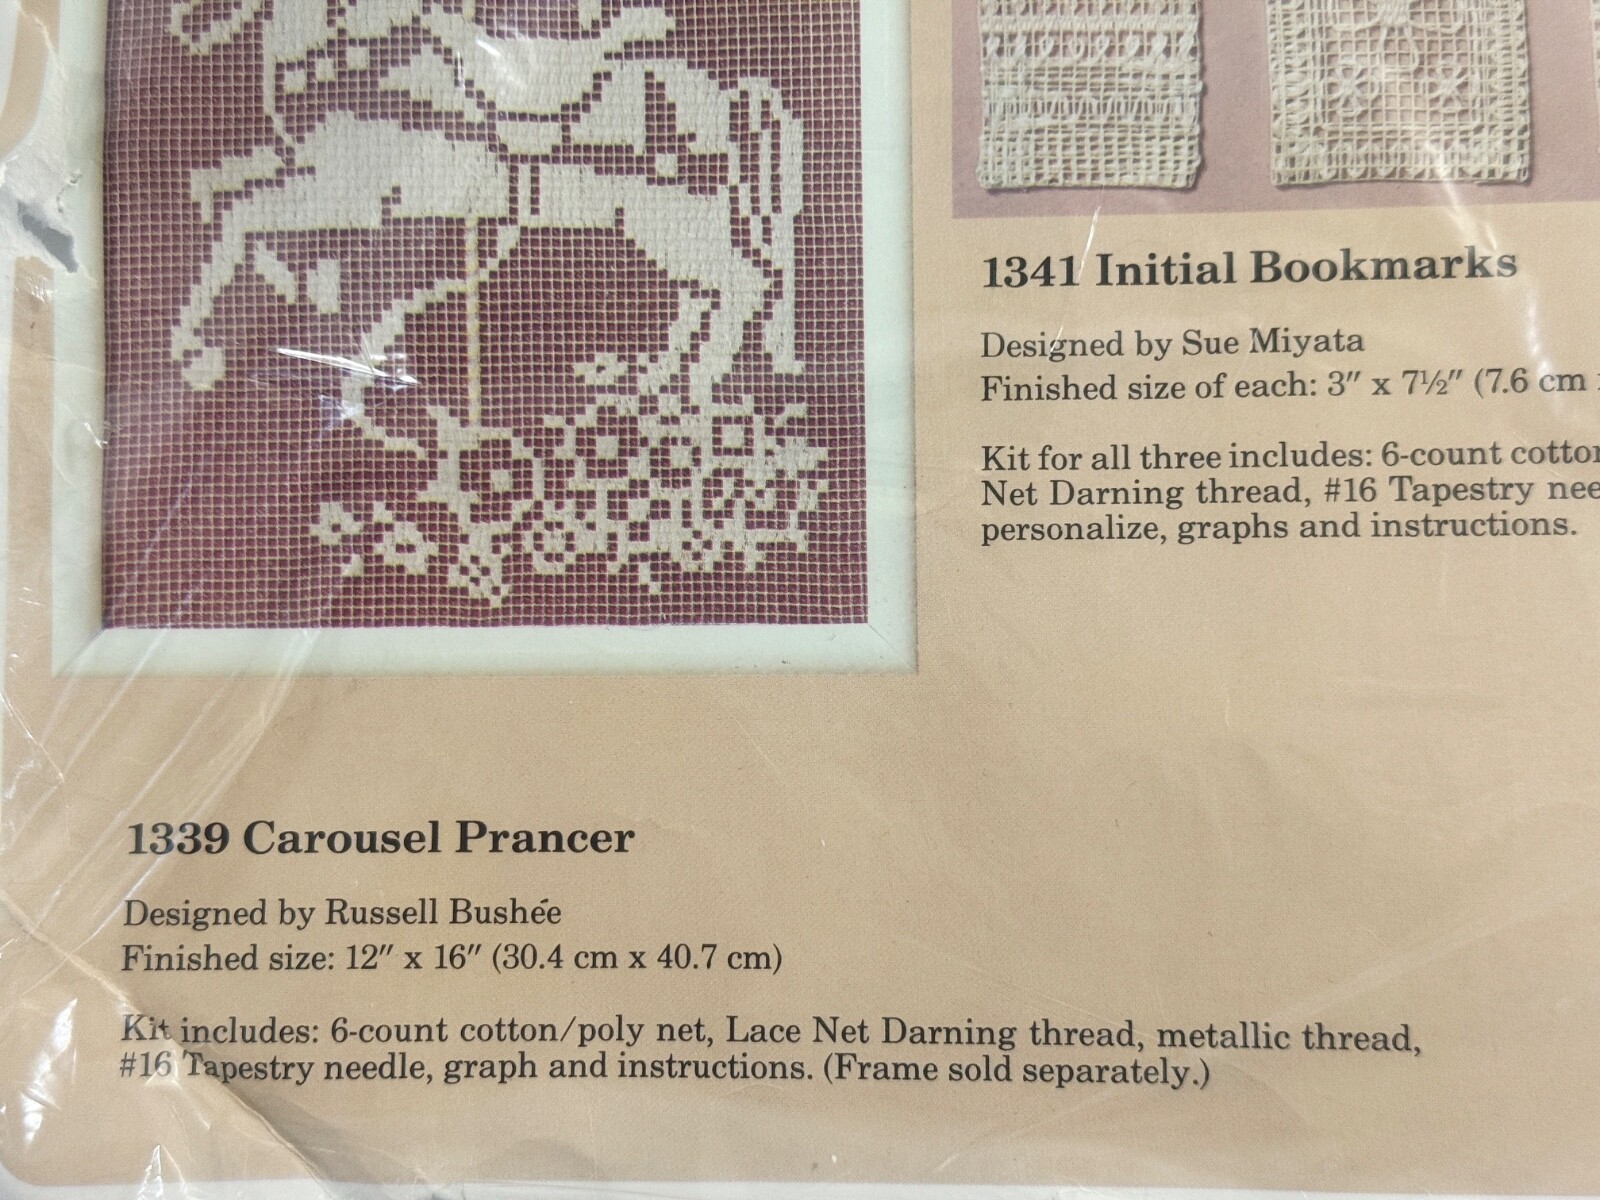 1341 Initial Bookmarks
Designed by Sue Miyata
Finished size of each: 3" x 7½" (7.6 cm
Kit for all three includes: 6-count
Net Darning thread, #16 Tapestry
personalize, graphs and instructions.
1339 Carousel Prancer
Designed by Russell Bushée
Finished size: 12" x 16" (30.4 cm x 40.7 cm)
Kit includes: 6-count cotton/poly net, Lace Net Darning thread, metallic thread,
#16 Tapestry needle, graph and instructions. (Frame sold separately.)